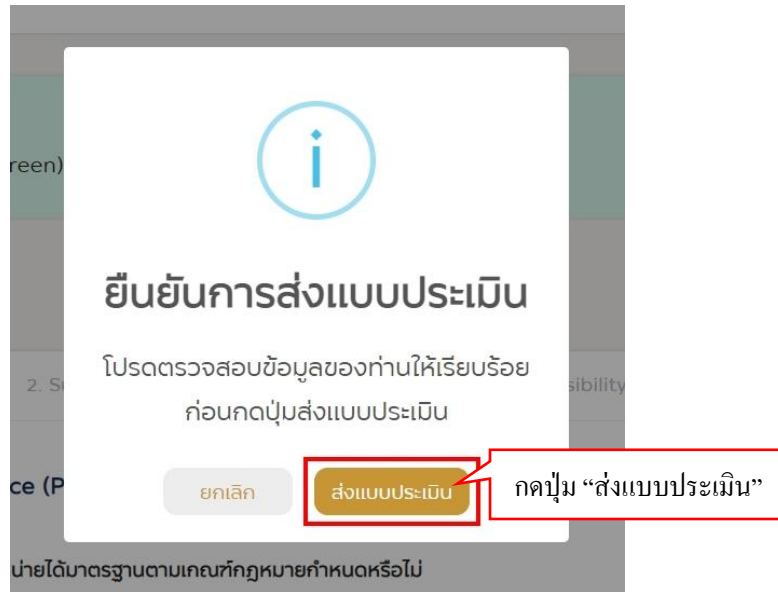 reen)
i
ยืนยันการส่งแบบประเมิน
โปรดตรวจสอบข้อมูลของท่านให้เรียบร้อย
2. S
sibility
ก่อนกดปุ่มส่งแบบประเมิน
ce (P
ยกเลิก
ส่งแบบประเมิน
กดปุ่ม “ส่งแบบประเมิน”
น่ายได้มาตรฐานตามเกณฑ์กฎหมายกำหนดหรือไม่